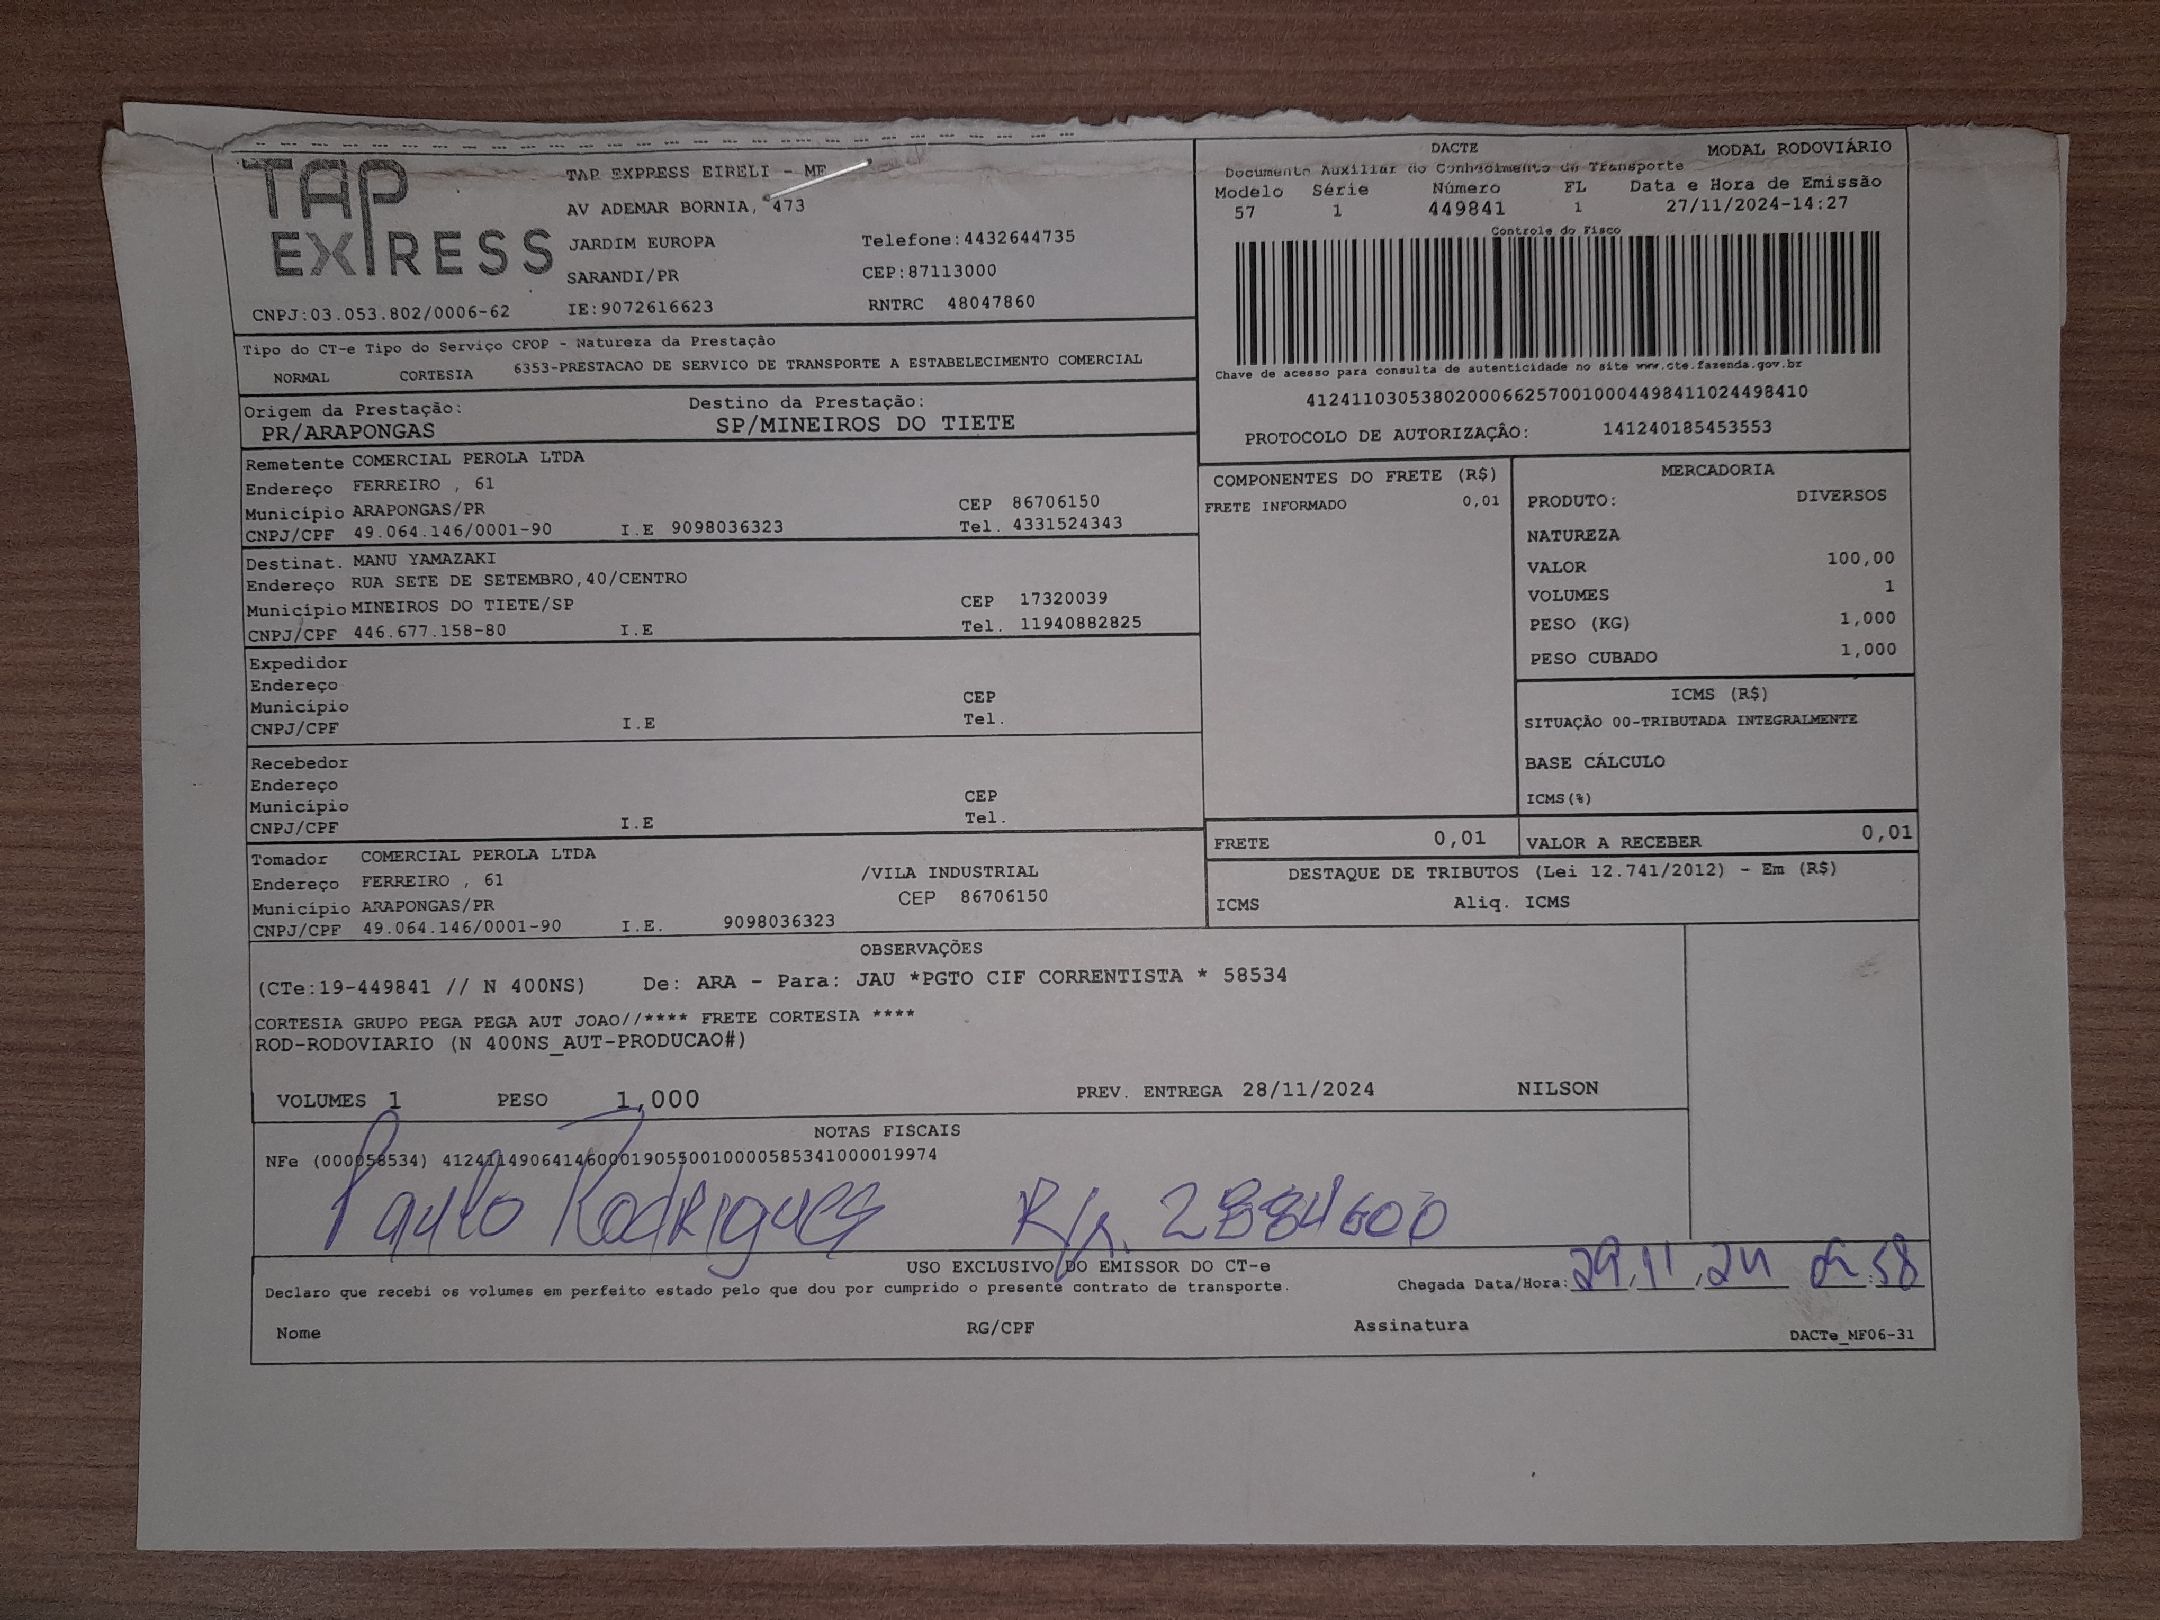 TAP EXPRESS
TAP EXPRESS EIRELI - ME
AV ADEMAR BORNIA, 473
JARDIM EUROPA Telefone:4432644735
SARANDI/PR CEP:87113000
CNPJ:03.053.802/0006-62 IE:9072616623 RNTRC 48047860
DACTE MODAL RODOVIÁRIO
Documento Auxiliar do Conhecimento de Transporte
Modelo Série Número FL Data e Hora de Emissão
57 1 449841 1 27/11/2024-14:27
Controle do Fisco
Chave de acesso para consulta de autenticidade no site www.cte.fazenda.gov.br
41241103053802000662570010004498411024498410
PROTOCOLO DE AUTORIZAÇÂO: 141240185453553
Tipo do CT-e Tipo do Serviço CFOP - Natureza da Prestação
NORMAL CORTESIA 6353-PRESTACAO DE SERVICO DE TRANSPORTE A ESTABELECIMENTO COMERCIAL
Origem da Prestação: Destino da Prestação:
PR/ARAPONGAS SP/MINEIROS DO TIETE
Remetente COMERCIAL PEROLA LTDA
Endereço FERREIRO , 61
Município ARAPONGAS/PR CEP 86706150
CNPJ/CPF 49.064.146/0001-90 I.E 9098036323 Tel. 4331524343
Destinat. MANU YAMAZAKI
Endereço RUA SETE DE SETEMBRO,40/CENTRO
Município MINEIROS DO TIETE/SP CEP 17320039
CNPJ/CPF 446.677.158-80 I.E Tel. 11940882825
Expedidor
Endereço
Município CEP
CNPJ/CPF I.E Tel.
Recebedor
Endereço
Município CEP
CNPJ/CPF I.E Tel.
Tomador COMERCIAL PEROLA LTDA
Endereço FERREIRO , 61 /VILA INDUSTRIAL
Município ARAPONGAS/PR CEP 86706150
CNPJ/CPF 49.064.146/0001-90 I.E. 9098036323
COMPONENTES DO FRETE (R$)
FRETE INFORMADO 0,01
MERCADORIA
PRODUTO: DIVERSOS
NATUREZA
VALOR 100,00
VOLUMES 1
PESO (KG) 1,000
PESO CUBADO 1,000
ICMS (R$)
SITUAÇÃO 00-TRIBUTADA INTEGRALMENTE
BASE CÁLCULO
ICMS(%)
FRETE 0,01 VALOR A RECEBER 0,01
DESTAQUE DE TRIBUTOS (Lei 12.741/2012) - Em (R$)
ICMS Aliq. ICMS
OBSERVAÇÕES
(CTe:19-449841 // N 400NS) De: ARA - Para: JAU *PGTO CIF CORRENTISTA * 58534
CORTESIA GRUPO PEGA PEGA AUT JOAO//**** FRETE CORTESIA ****
ROD-RODOVIARIO (N 400NS_AUT-PRODUCAO#)
VOLUMES 1 PESO 1,000 PREV. ENTREGA 28/11/2024 NILSON
NOTAS FISCAIS
NFe (000058534) 41241149064146000190550010000585341000019974
Paulo Rodrigues
USO EXCLUSIVO DO EMISSOR DO CT-e
Declaro que recebi os volumes em perfeito estado pelo que dou por cumprido o presente contrato de transporte. Chegada Data/Hora: 29,11,24
Nome RG/CPF Assinatura DACTe_MF06-31